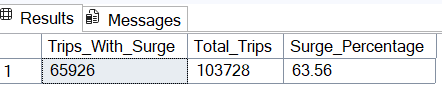 Results Messages
Trips_With_Surge Total_Trips Surge_Percentage
1 65926 103728 63.56